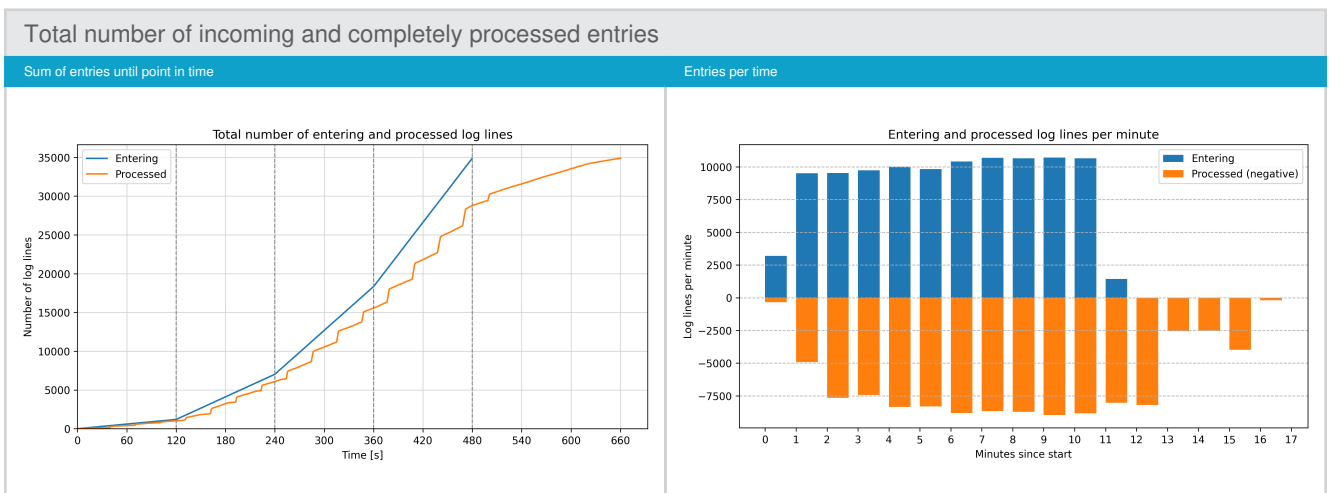 Total number of incoming and completely processed entries
Sum of entries until point in time
Entries per time
Total number of entering and processed log lines
Entering
Processed
35000
30000
25000
20000
15000
10000
5000
0
Number of log lines
0 60 120 180 240 300 360 420 480 540 600 660
Time [s]
Entering and processed log lines per minute
Entering
Processed (negative)
10000
7500
5000
2500
0
−2500
−5000
−7500
Log lines per minute
0 1 2 3 4 5 6 7 8 9 10 11 12 13 14 15 16 17
Minutes since start